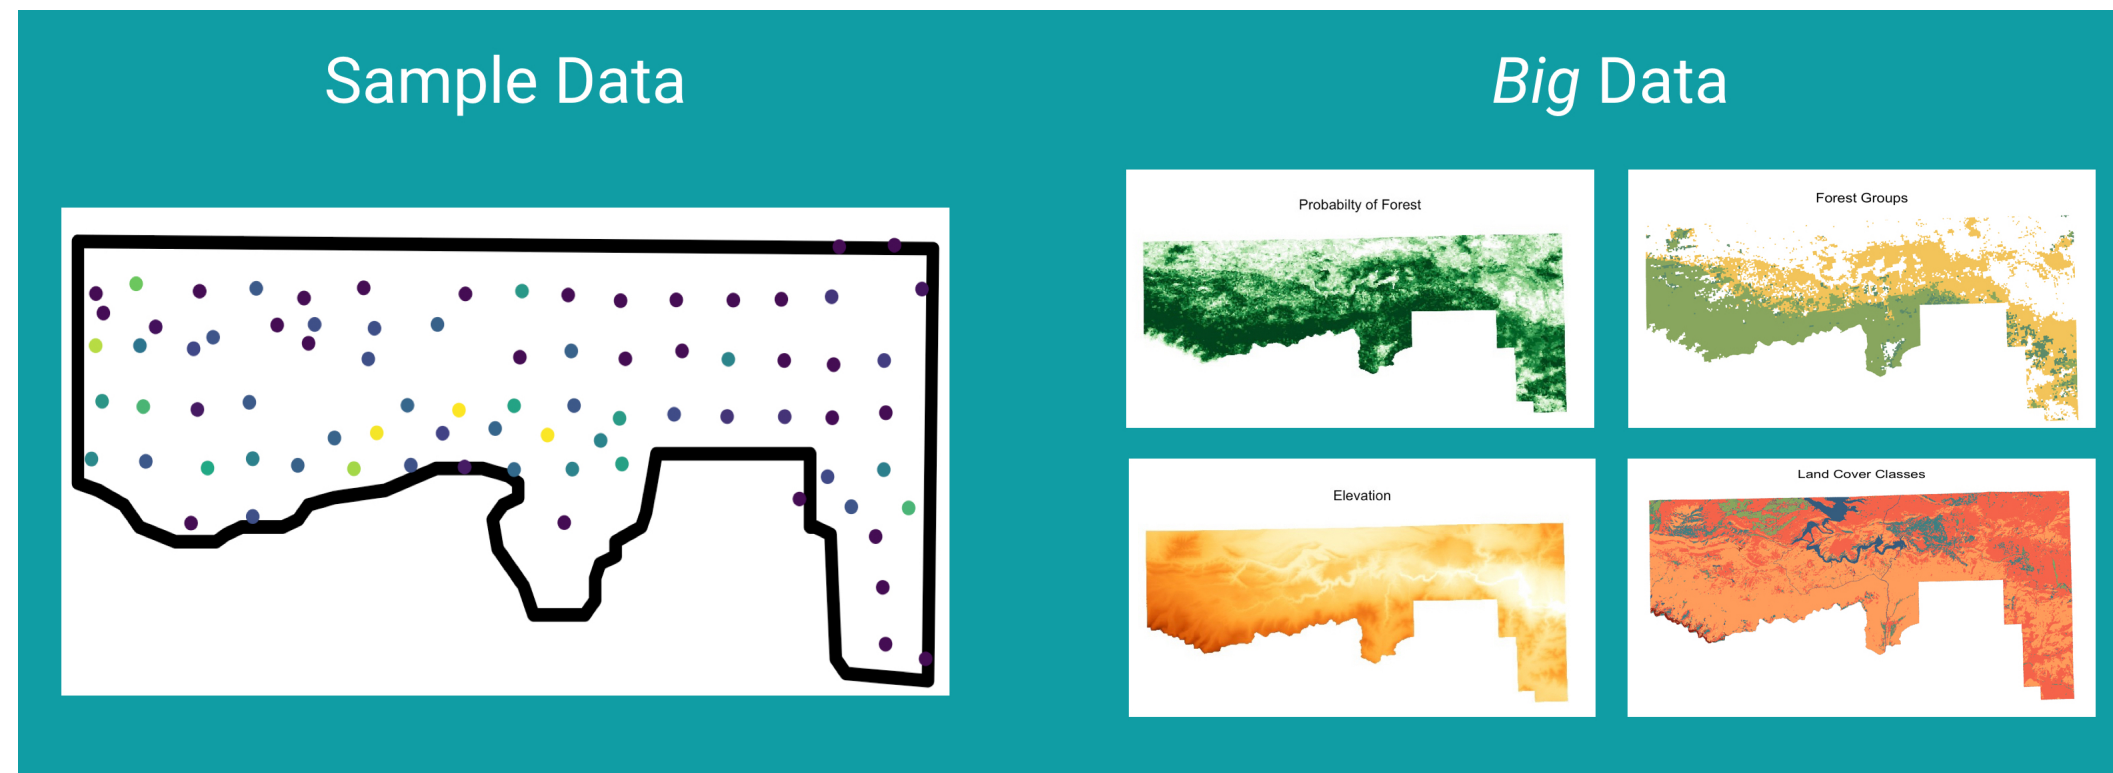 Sample Data
Big Data
Probabilty of Forest
Forest Groups
Elevation
Land Cover Classes